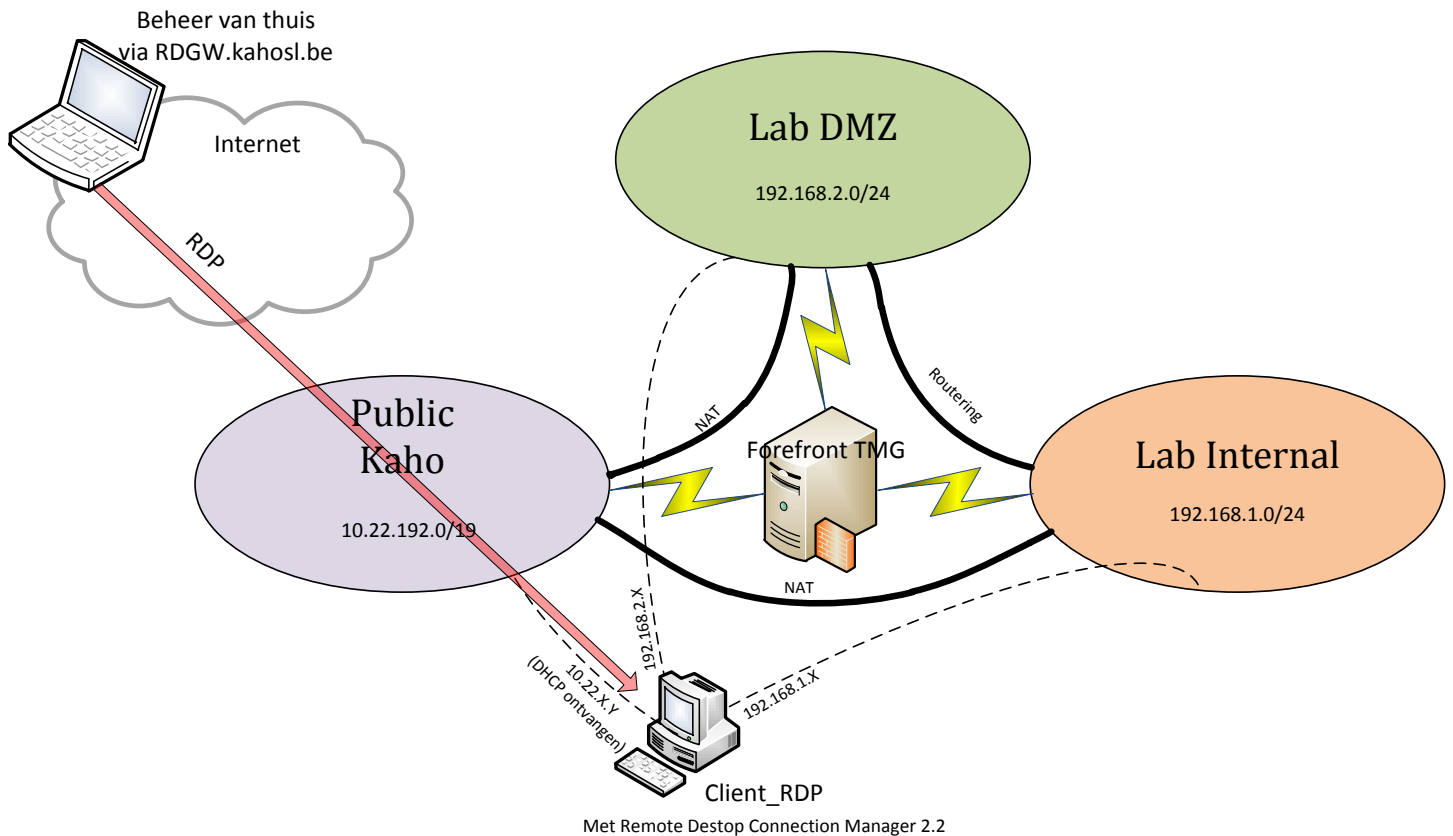 Beheer van thuis
via RDGW.kahosl.be
Internet
RDP
Lab DMZ
192.168.2.0/24
NAT
Routering
Public
Kaho
10.22.192.0/19
Forefront TMG
Lab Internal
192.168.1.0/24
NAT
192.168.2.X
10.22.X.Y
(DHCP ontvangen)
192.168.1.X
Client_RDP
Met Remote Destop Connection Manager 2.2